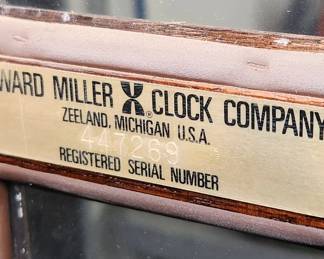 WARD MILLER CLOCK COMPANY
ZEELAND, MICHIGAN U.S.A.
447269
REGISTERED SERIAL NUMBER